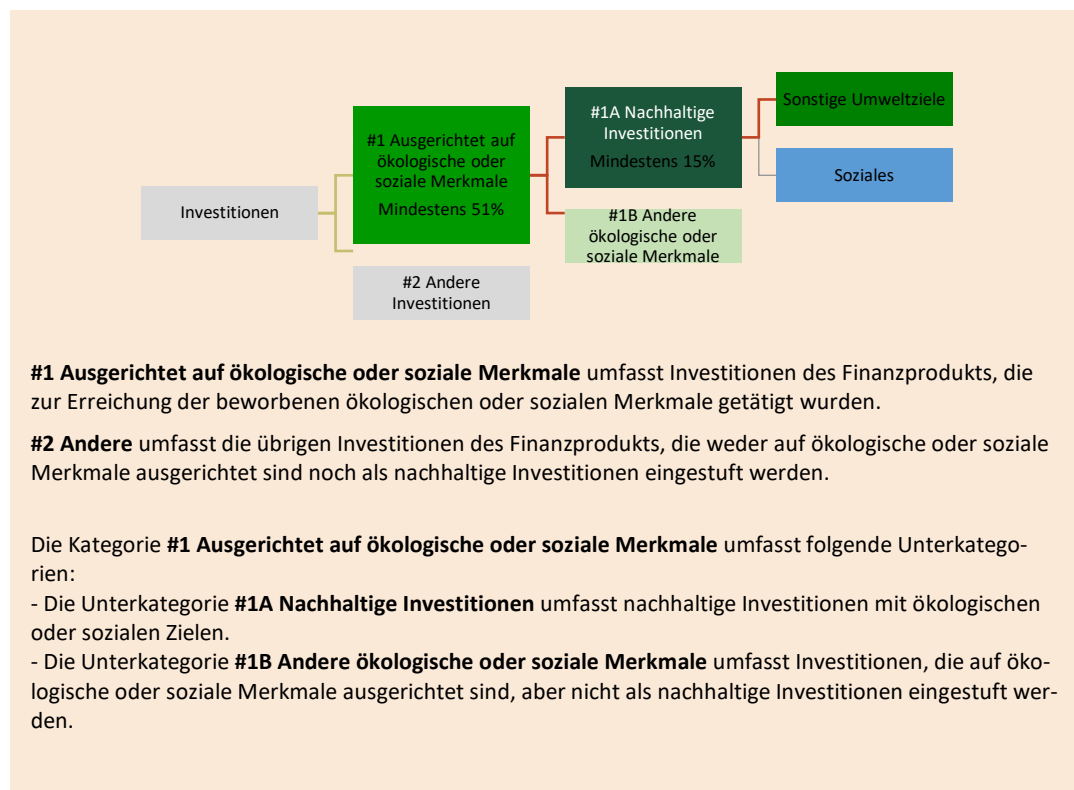 Investitionen
#1 Ausgerichtet auf
ökologische oder
soziale Merkmale
Mindestens 51%
#2 Andere
Investitionen
#1A Nachhaltige
Investitionen
Mindestens 15%
#1B Andere
ökologische oder
soziale Merkmale
Sonstige Umweltziele
Soziales
#1 Ausgerichtet auf ökologische oder soziale Merkmale umfasst Investitionen des Finanzprodukts, die
zur Erreichung der beworbenen ökologischen oder sozialen Merkmale getätigt wurden.
#2 Andere umfasst die übrigen Investitionen des Finanzprodukts, die weder auf ökologische oder soziale
Merkmale ausgerichtet sind noch als nachhaltige Investitionen eingestuft werden.
Die Kategorie #1 Ausgerichtet auf ökologische oder soziale Merkmale umfasst folgende Unterkatego-
rien:
- Die Unterkategorie #1A Nachhaltige Investitionen umfasst nachhaltige Investitionen mit ökologischen
oder sozialen Zielen.
- Die Unterkategorie #1B Andere ökologische oder soziale Merkmale umfasst Investitionen, die auf öko-
logische oder soziale Merkmale ausgerichtet sind, aber nicht als nachhaltige Investitionen eingestuft wer-
den.